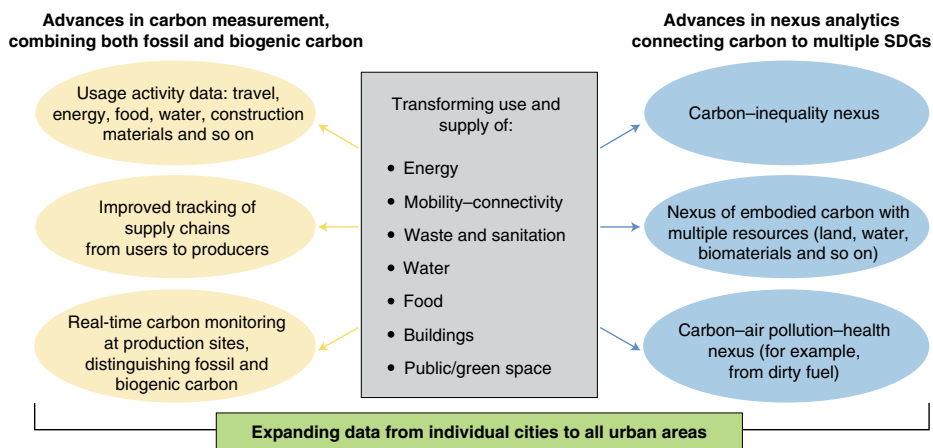 Advances in carbon measurement,
combining both fossil and biogenic carbon
Usage activity data: travel,
energy, food, water, construction
materials and so on
Improved tracking of
supply chains
from users to producers
Real-time carbon monitoring
at production sites,
distinguishing fossil and
biogenic carbon
Transforming use and
supply of:
• Energy
• Mobility–connectivity
• Waste and sanitation
• Water
• Food
• Buildings
• Public/green space
Advances in nexus analytics
connecting carbon to multiple SDGs
Carbon–inequality nexus
Nexus of embodied carbon with
multiple resources (land, water,
biomaterials and so on)
Carbon–air pollution–health
nexus (for example,
from dirty fuel)
Expanding data from individual cities to all urban areas